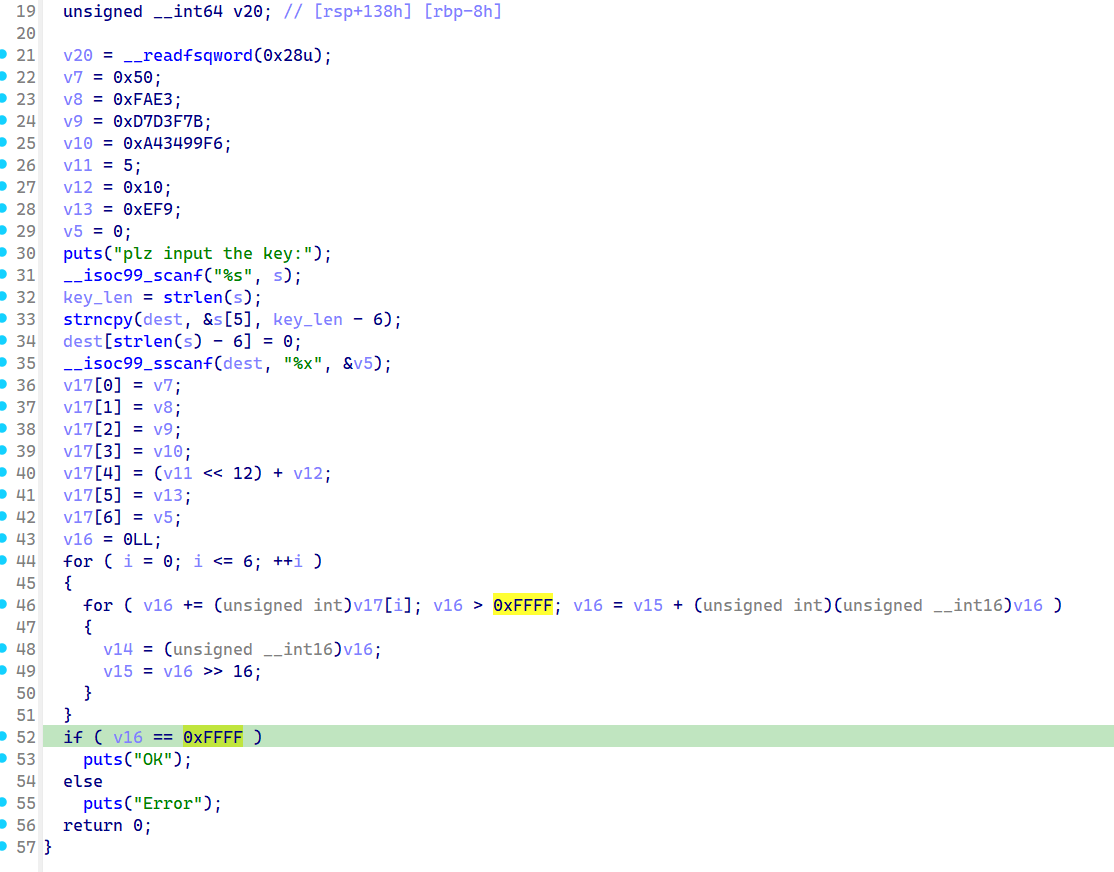 19 unsigned __int64 v20; // [rsp+138h] [rbp-8h]
20
21 v20 = __readfsqword(0x28u);
22 v7 = 0x50;
23 v8 = 0xFAE3;
24 v9 = 0xD7D3F7B;
25 v10 = 0xA43499F6;
26 v11 = 5;
27 v12 = 0x10;
28 v13 = 0xEF9;
29 v5 = 0;
30 puts("plz input the key:");
31 __isoc99_scanf("%s", s);
32 key_len = strlen(s);
33 strncpy(dest, &s[5], key_len - 6);
34 dest[strlen(s) - 6] = 0;
35 __isoc99_sscanf(dest, "%x", &v5);
36 v17[0] = v7;
37 v17[1] = v8;
38 v17[2] = v9;
39 v17[3] = v10;
40 v17[4] = (v11 << 12) + v12;
41 v17[5] = v13;
42 v17[6] = v5;
43 v16 = 0LL;
44 for ( i = 0; i <= 6; ++i )
45 {
46 for ( v16 += (unsigned int)v17[i]; v16 > 0xFFFF; v16 = v15 + (unsigned int)(unsigned __int16)v16 )
47 {
48 v14 = (unsigned __int16)v16;
49 v15 = v16 >> 16;
50 }
51 }
52 if ( v16 == 0xFFFF )
53 puts("OK");
54 else
55 puts("Error");
56 return 0;
57 }